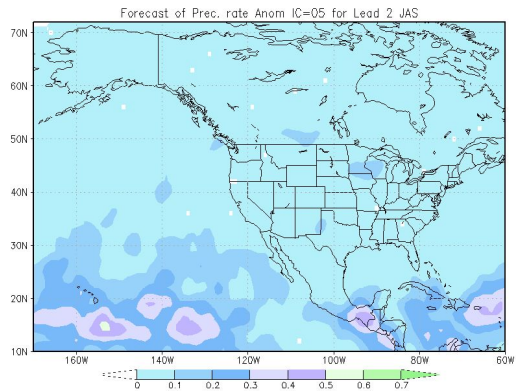 Forecast of Prec. rate Anom IC=05 for Lead 2 JAS
70N
60N
50N
40N
30N
20N
10N
160W 140W 120W 100W 80W 60W
0 0.1 0.2 0.3 0.4 0.5 0.6 0.7